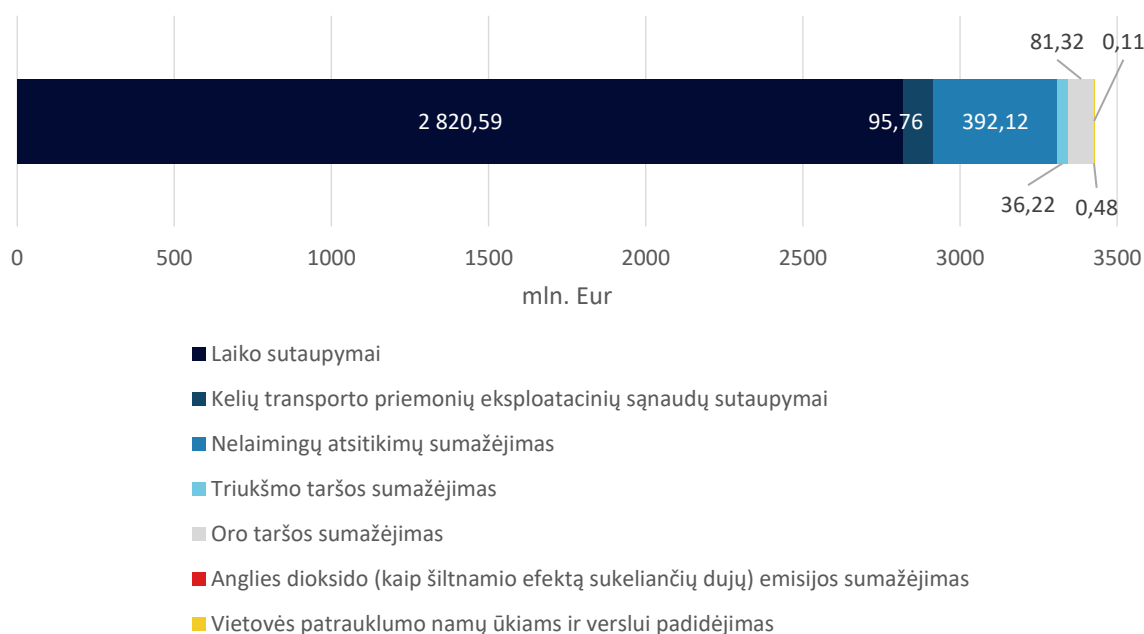 81,32 0,11
2 820,59 95,76 392,12
36,22 0,48
0 500 1000 1500 2000 2500 3000 3500
mln. Eur
Laiko sutaupymai
Kelių transporto priemonių eksploatacinių sąnaudų sutaupymai
Nelaimingų atsitikimų sumažėjimas
Triukšmo taršos sumažėjimas
Oro taršos sumažėjimas
Anglies dioksido (kaip šiltnamio efektą sukeliančių dujų) emisijos sumažėjimas
Vietovės patrauklumo namų ūkiams ir verslui padidėjimas